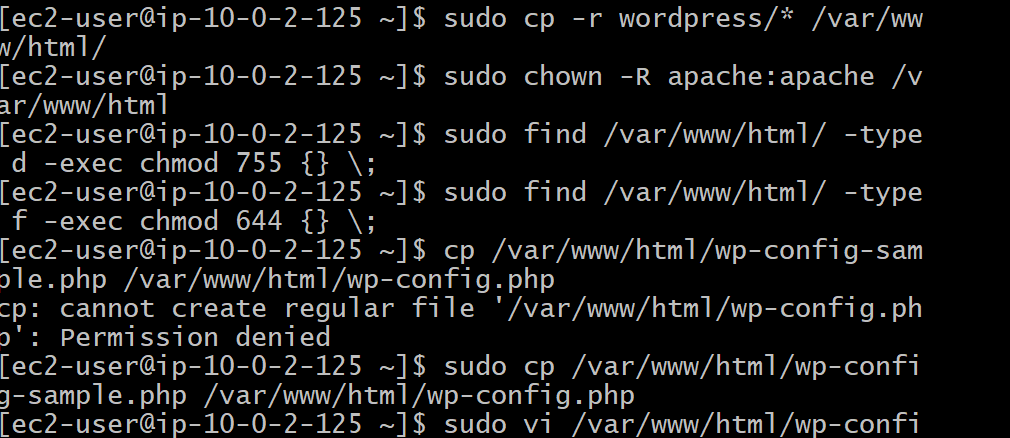 [ec2-user@ip-10-0-2-125 ~]$ sudo cp -r wordpress/* /var/ww
w/html/
[ec2-user@ip-10-0-2-125 ~]$ sudo chown -R apache:apache /v
ar/www/html
[ec2-user@ip-10-0-2-125 ~]$ sudo find /var/www/html/ -type
 d -exec chmod 755 {} \;
[ec2-user@ip-10-0-2-125 ~]$ sudo find /var/www/html/ -type
 f -exec chmod 644 {} \;
[ec2-user@ip-10-0-2-125 ~]$ cp /var/www/html/wp-config-sam
ple.php /var/www/html/wp-config.php
cp: cannot create regular file '/var/www/html/wp-config.ph
p': Permission denied
[ec2-user@ip-10-0-2-125 ~]$ sudo cp /var/www/html/wp-confi
g-sample.php /var/www/html/wp-config.php
[ec2-user@ip-10-0-2-125 ~]$ sudo vi /var/www/html/wp-confi